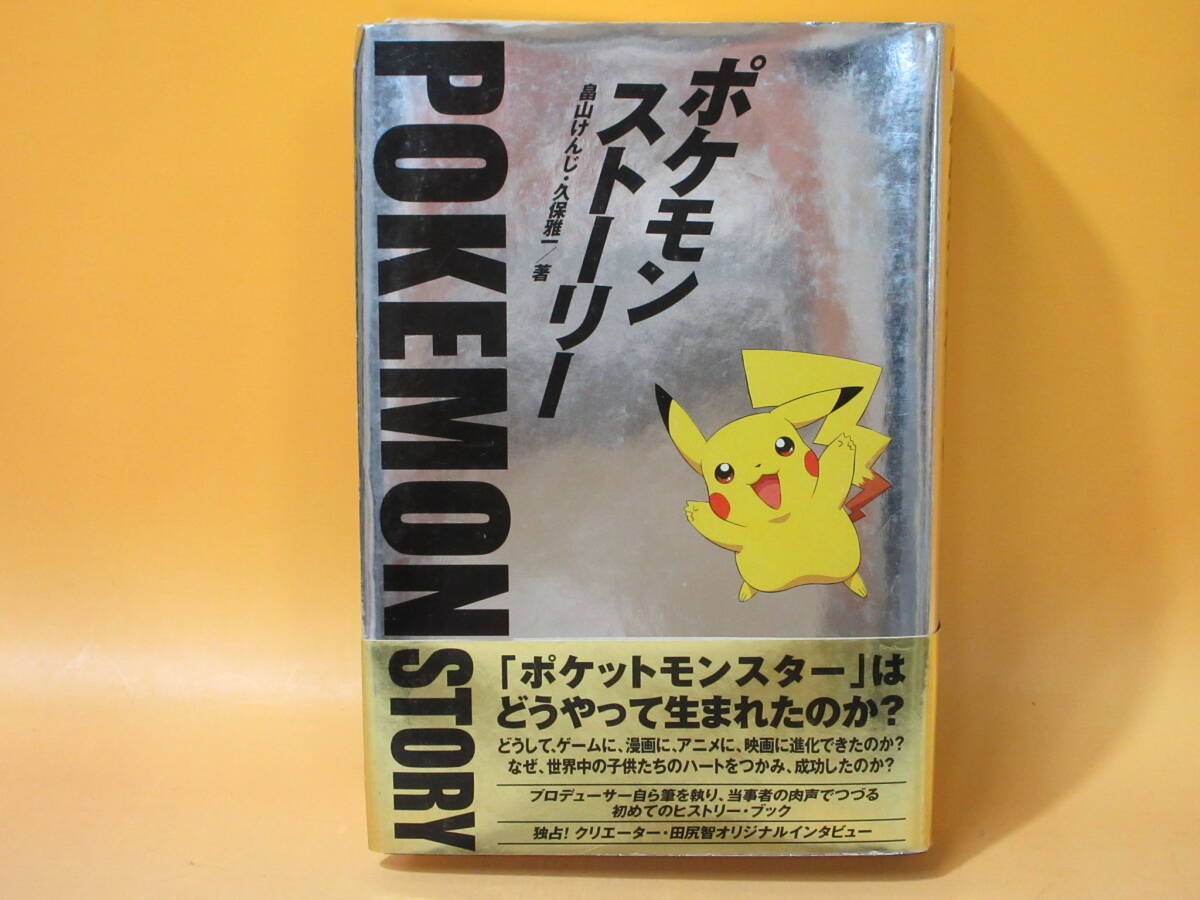 ポケモン
ストーリー
畠山けんじ・久保雅一/著
POKEMON STORY
「ポケットモンスター」は
どうやって生まれたのか?
どうして、ゲームに、漫画に、アニメに、映画に進化できたのか?
なぜ、世界中の子供たちのハートをつかみ、成功したのか?
プロデューサー自ら筆を執り、当事者の肉声でつづる
初めてのヒストリー・ブック
独占!クリエーター・田尻智オリジナルインタビュー